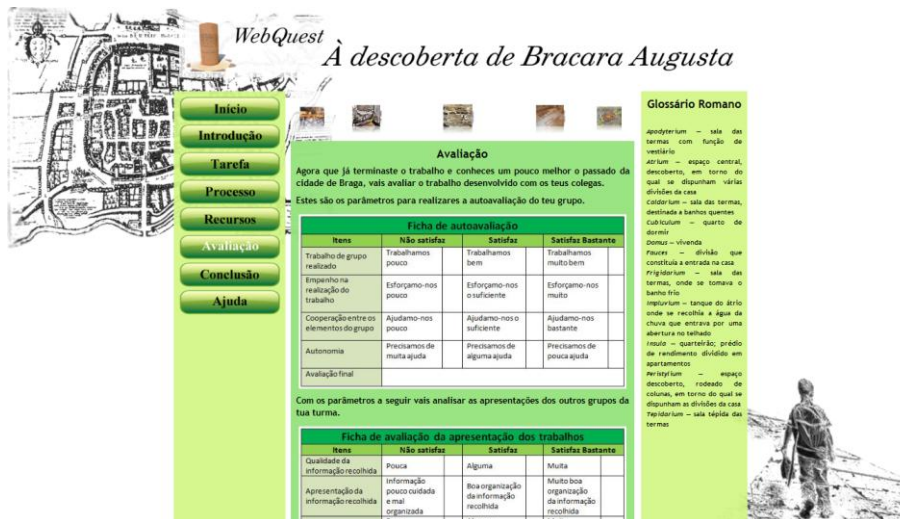 WebQuest
À descoberta de Bracara Augusta
Início
Introdução
Tarefa
Processo
Recursos
Avaliação
Conclusão
Ajuda
Avaliação
Agora que já terminaste o trabalho e conheces um pouco melhor o passado da
cidade de Braga, vais avaliar o trabalho desenvolvido com os teus colegas.
Estes são os parâmetros para realizares a autoavaliação do teu grupo.
Ficha de autoavaliação
Itens Não satisfaz Satisfaz Satisfaz Bastante
Trabalho de grupo Trabalhamos Trabalhamos Trabalhamos
realizado pouco bem muito bem
Empenho na
realização do Esforçamo-nos Esforçamo-nos Esforçamo-nos
trabalho pouco o suficiente muito
Cooperação entre os Ajudamo-nos Ajudamo-nos o Ajudamo-nos
elementos do grupo pouco suficiente bastante
Autonomia Precisamos de Precisamos de Precisamos de
muita ajuda alguma ajuda pouca ajuda
Avaliação final
Com os parâmetros a seguir vais analisar as apresentações dos outros grupos da
tua turma.
Ficha de avaliação da apresentação dos trabalhos
Itens Não satisfaz Satisfaz Satisfaz Bastante
Qualidade da
informação recolhida Pouca Alguma Muita
Apresentação da
informação recolhida
Informação
pouco cuidada
e mal
organizada
Boa organização
da informação
recolhida
Muito boa
organização
da informação
recolhida
Glossário Romano
Apodyterium — sala das
termas com função de
vestiário
Atrium — espaço central,
descoberto, em torno do
qual se dispunham várias
divisões da casa
Caldarium — sala das termas,
destinada a banhos quentes
Cubiculum — quarto de
dormir
Domus — vivenda
Fauces — divisão que
constituía a entrada na casa
Frigidarium — sala das
termas, onde se tomava o
banho frio
Impluvium — tanque do átrio
onde se recolhia a água da
chuva que entrava por uma
abertura no telhado
Insula — quarteirão; prédio
de rendimento dividido em
apartamentos
Peristylium — espaço
descoberto, rodeado de
colunas, em torno do qual se
dispunham as divisões da casa
Tepidarium — sala tépida das
termas